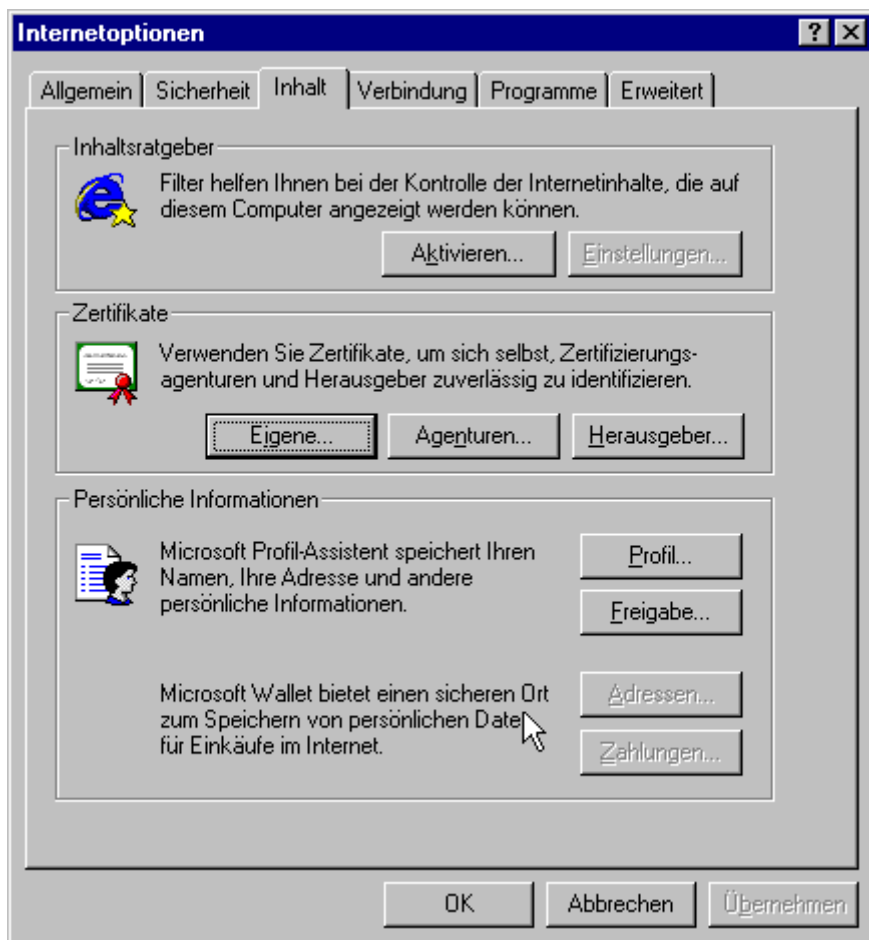 Internetoptionen
Allgemein Sicherheit Inhalt Verbindung Programme Erweitert
Inhaltsratgeber
Filter helfen Ihnen bei der Kontrolle der Internetinhalte, die auf
diesem Computer angezeigt werden können.
Aktivieren... Einstellungen...
Zertifikate
Verwenden Sie Zertifikate, um sich selbst, Zertifizierungs-
agenturen und Herausgeber zuverlässig zu identifizieren.
Eigene... Agenturen... Herausgeber...
Persönliche Informationen
Microsoft Profil-Assistent speichert Ihren
Namen, Ihre Adresse und andere
persönliche Informationen.
Profil...
Freigabe...
Microsoft Wallet bietet einen sicheren Ort
zum Speichern von persönlichen Daten
für Einkäufe im Internet.
Adressen...
Zahlungen...
OK Abbrechen Übernehmen